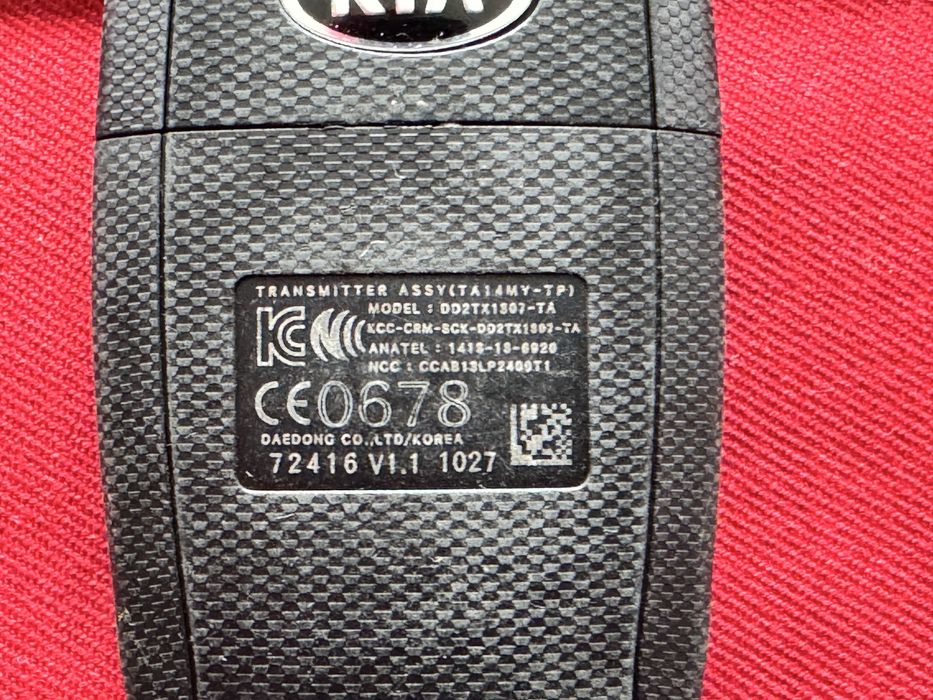 KIA
TRANSMITTER ASSY(TA14MY-TP)
MODEL : DD2TX1307-TA
KCC-CRM-SCK-DD2TX1307-TA
ANATEL : 1413-13-6920
NCC : CCAB13LP2400T1
CE0678
DAEDONG CO.,LTD/KOREA
72416 V1.1 1027